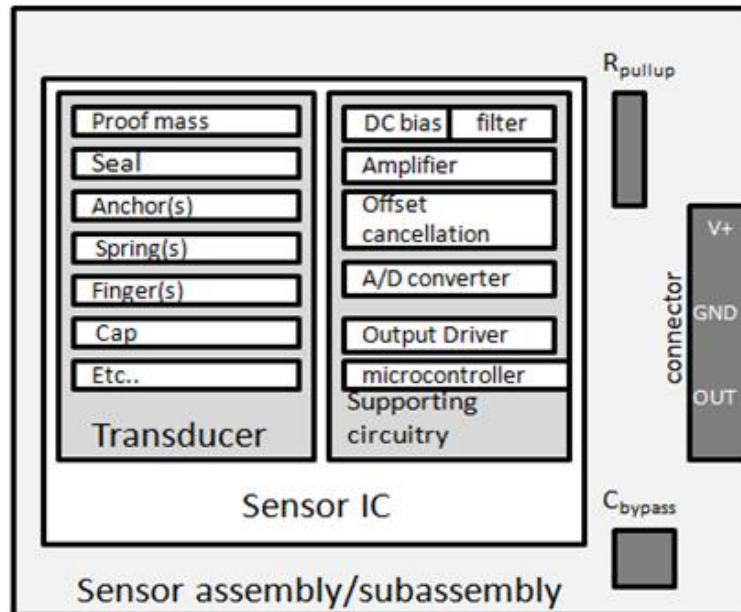 Proof mass
Seal
Anchor(s)
Spring(s)
Finger(s)
Cap
Etc..
Transducer
DC bias
filter
Amplifier
Offset
cancellation
A/D converter
Output Driver
microcontroller
Supporting
circuitry
Sensor IC
Sensor assembly/subassembly
Rpullup
connector
V+
GND
OUT
Cbypass